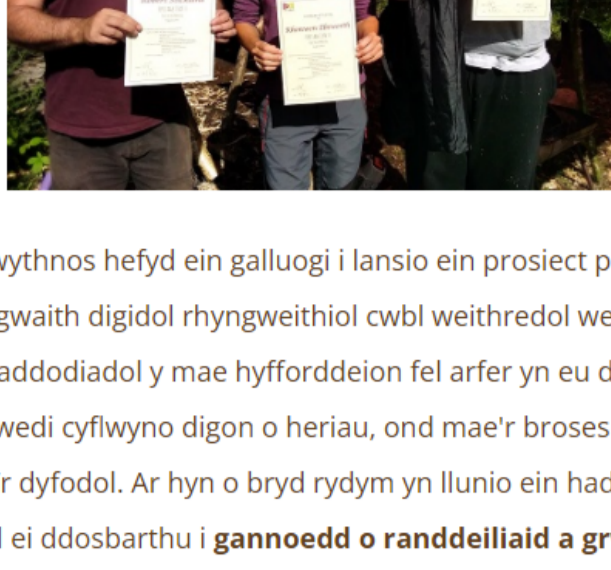 wythnos hefyd ein galluogi i lansio ein prosiect p
gwaith digidol rhyngweithiol cwbl weithredol we
addodiadol y mae hyfforddeion fel arfer yn eu d
wedi cyflwyno digon o heriau, ond mae'r broses
'r dyfodol. Ar hyn o bryd rydym yn llunio ein had
ei ddosbarthu i gannoedd o randdeiliaid a gr